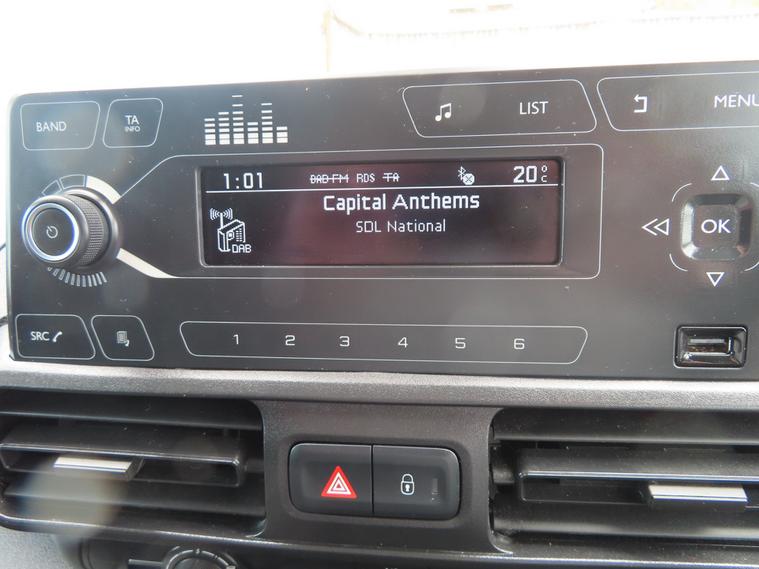 BAND
TA
INFO
LIST
MENU
1:01 DAB-FM RDS TA 20°C
Capital Anthems
SDL National
DAB
OK
SRC
1 2 3 4 5 6